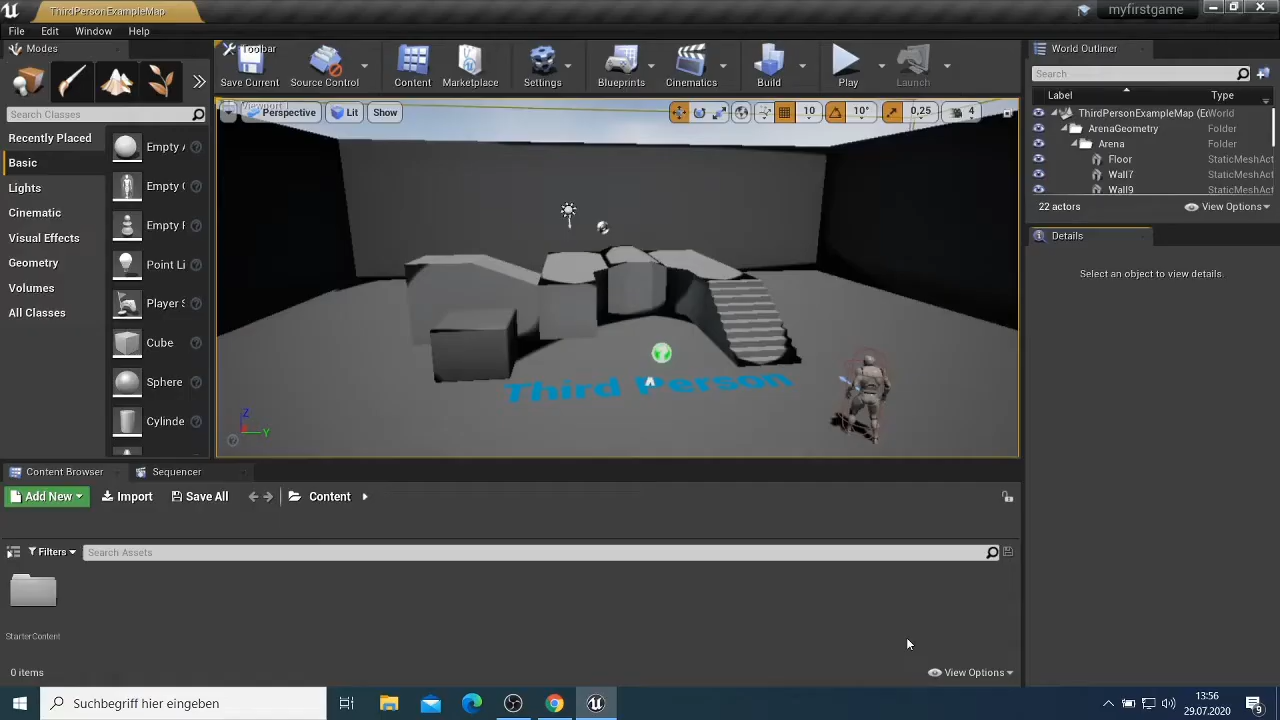 ThirdPersonExampleMap
myfirstgame
File Edit Window Help
Modes
Toolbar
World Outliner
Save Current
Source Control
Content
Marketplace
Settings
Blueprints
Cinematics
Build
Play
Launch
Search Classes
Search
Viewport 1
Perspective
Lit
Show
10
10°
0,25
4
Label
Type
Recently Placed
Basic
Lights
Cinematic
Visual Effects
Geometry
Volumes
All Classes
Empty A
Empty C
Empty P
Point Li
Player S
Cube
Sphere
Cylinde
ThirdPersonExampleMap (Ed World
ArenaGeometry Folder
Arena Folder
Floor StaticMeshAct
Wall7 StaticMeshAct
Wall9 StaticMeshAct
22 actors
View Options
Details
Select an object to view details.
Third Person
Z
Y
Content Browser
Sequencer
Add New
Import
Save All
Content
Filters
Search Assets
StarterContent
0 items
View Options
Suchbegriff hier eingeben
13:56
29.07.2020
9